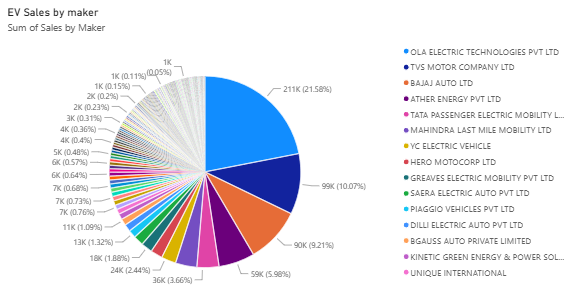 EV Sales by maker
Sum of Sales by Maker
1K
1K (0.11%)
(0.05%)
1K (0.15%)
2K (0.2%)
2K (0.23%)
3K (0.31%)
4K (0.36%)
4K (0.4%)
5K (0.48%)
6K (0.57%)
6K (0.64%)
7K (0.68%)
7K (0.73%)
7K (0.76%)
11K (1.09%)
13K (1.32%)
18K (1.88%)
24K (2.44%)
36K (3.66%)
59K (5.98%)
90K (9.21%)
99K (10.07%)
211K (21.58%)
OLA ELECTRIC TECHNOLOGIES PVT LTD
TVS MOTOR COMPANY LTD
BAJAJ AUTO LTD
ATHER ENERGY PVT LTD
TATA PASSENGER ELECTRIC MOBILITY L...
MAHINDRA LAST MILE MOBILITY LTD
YC ELECTRIC VEHICLE
HERO MOTOCORP LTD
GREAVES ELECTRIC MOBILITY PVT LTD
SAERA ELECTRIC AUTO PVT LTD
PIAGGIO VEHICLES PVT LTD
DILLI ELECTRIC AUTO PVT LTD
BGAUSS AUTO PRIVATE LIMITED
KINETIC GREEN ENERGY & POWER SOL...
UNIQUE INTERNATIONAL